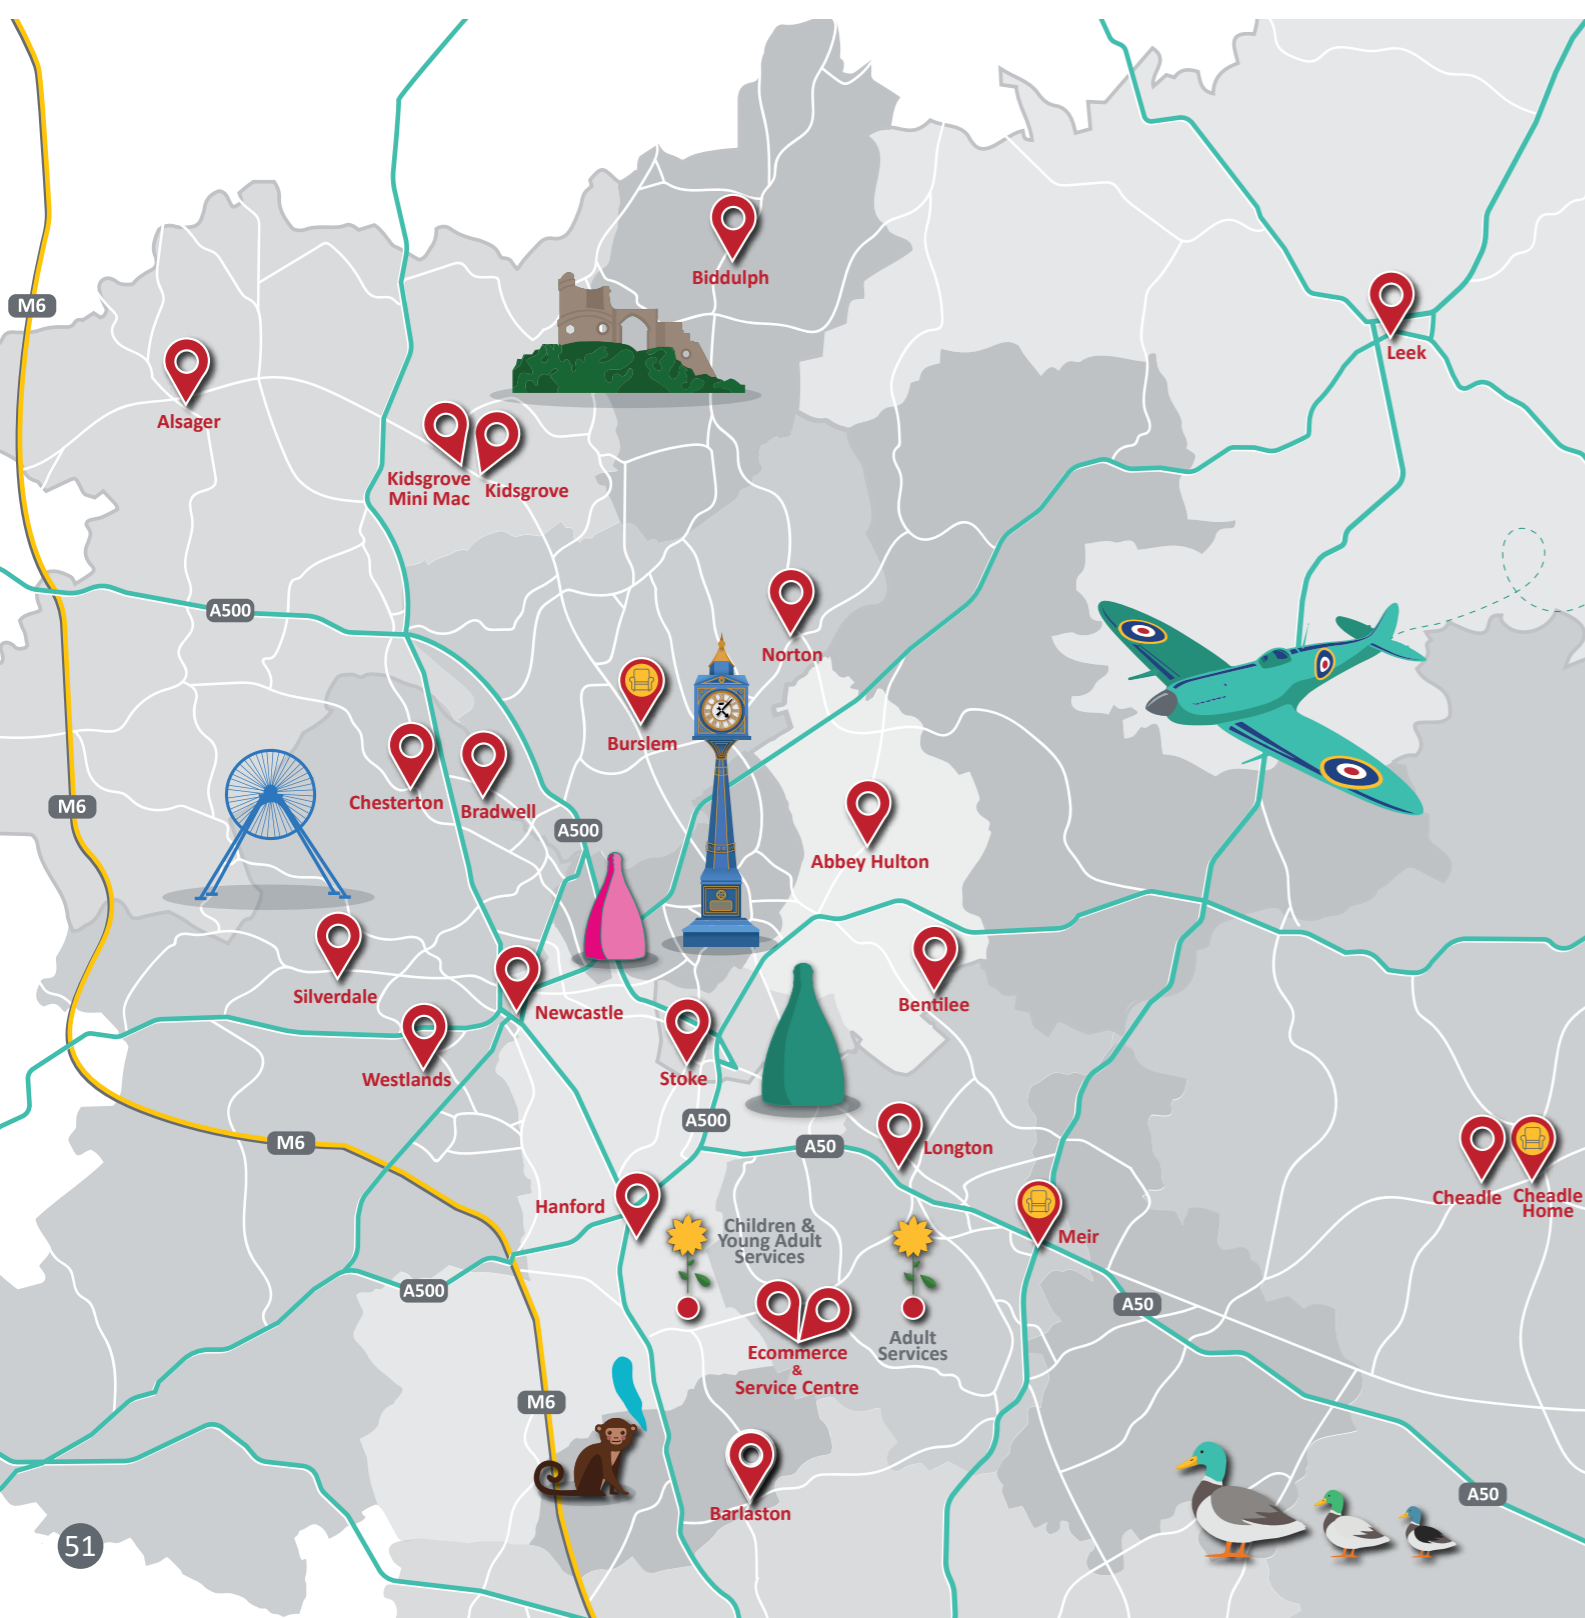 Biddulph
M6
Leek
Alsager
Kidsgrove
Mini Mac
Kidsgrove
A500
Norton
Burslem
Chesterton
Bradwell
M6
A500
Abbey Hulton
Silverdale
Newcastle
Bentilee
Westlands
Stoke
A500
M6
A50
Longton
Cheadle
Cheadle
Home
Hanford
Children &
Young Adult
Services
Meir
A500
A50
Adult
Services
Ecommerce
&
Service Centre
M6
Barlaston
A50
51